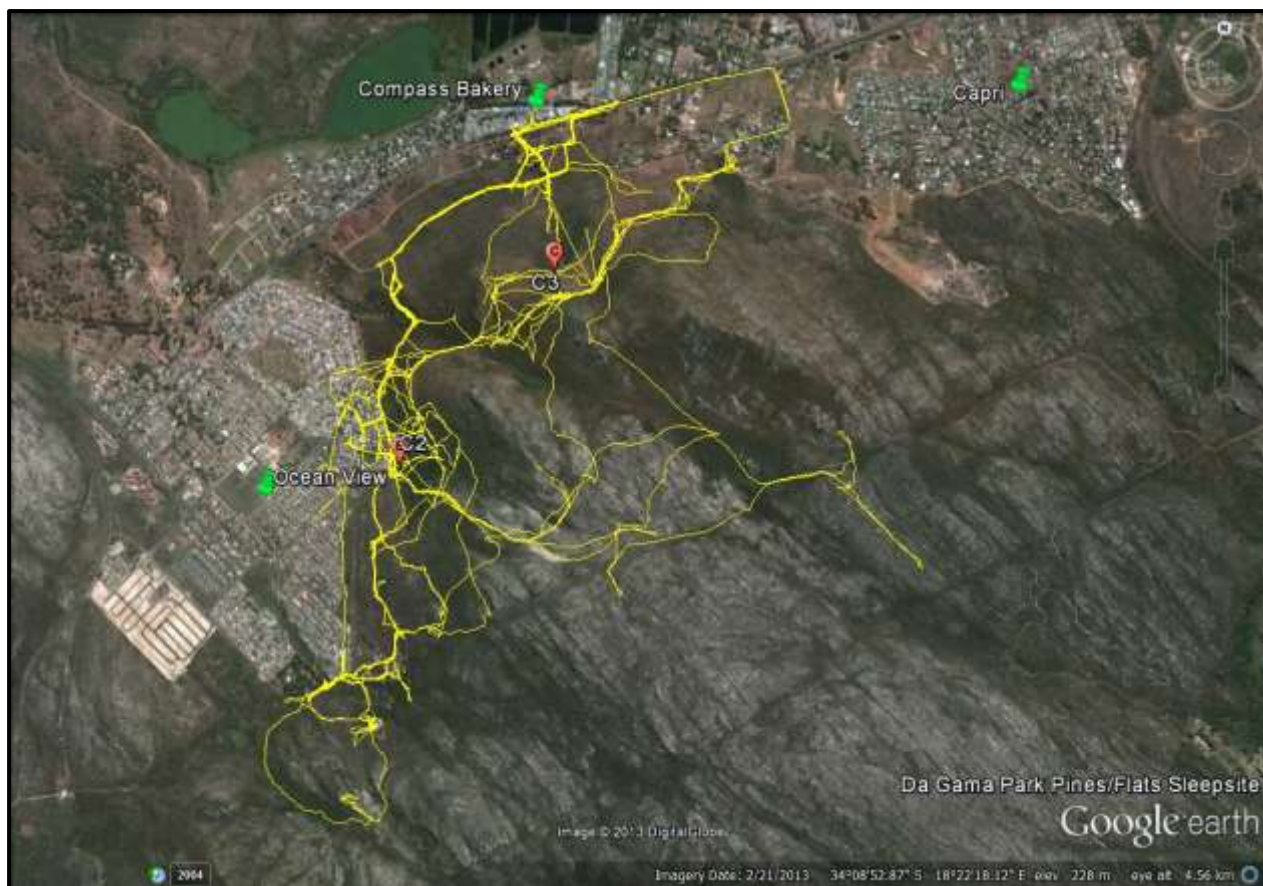 Compass Bakery
Capri
C3
C2
Ocean View
Da Gama Park Pines/Flats Sleepsite
Google earth
Image © 2013 DigitalGlobe
2004
Imagery Date: 2/21/2013 34°08'52.87" S 18°22'18.12" E elev 228 m eye alt 4.56 km